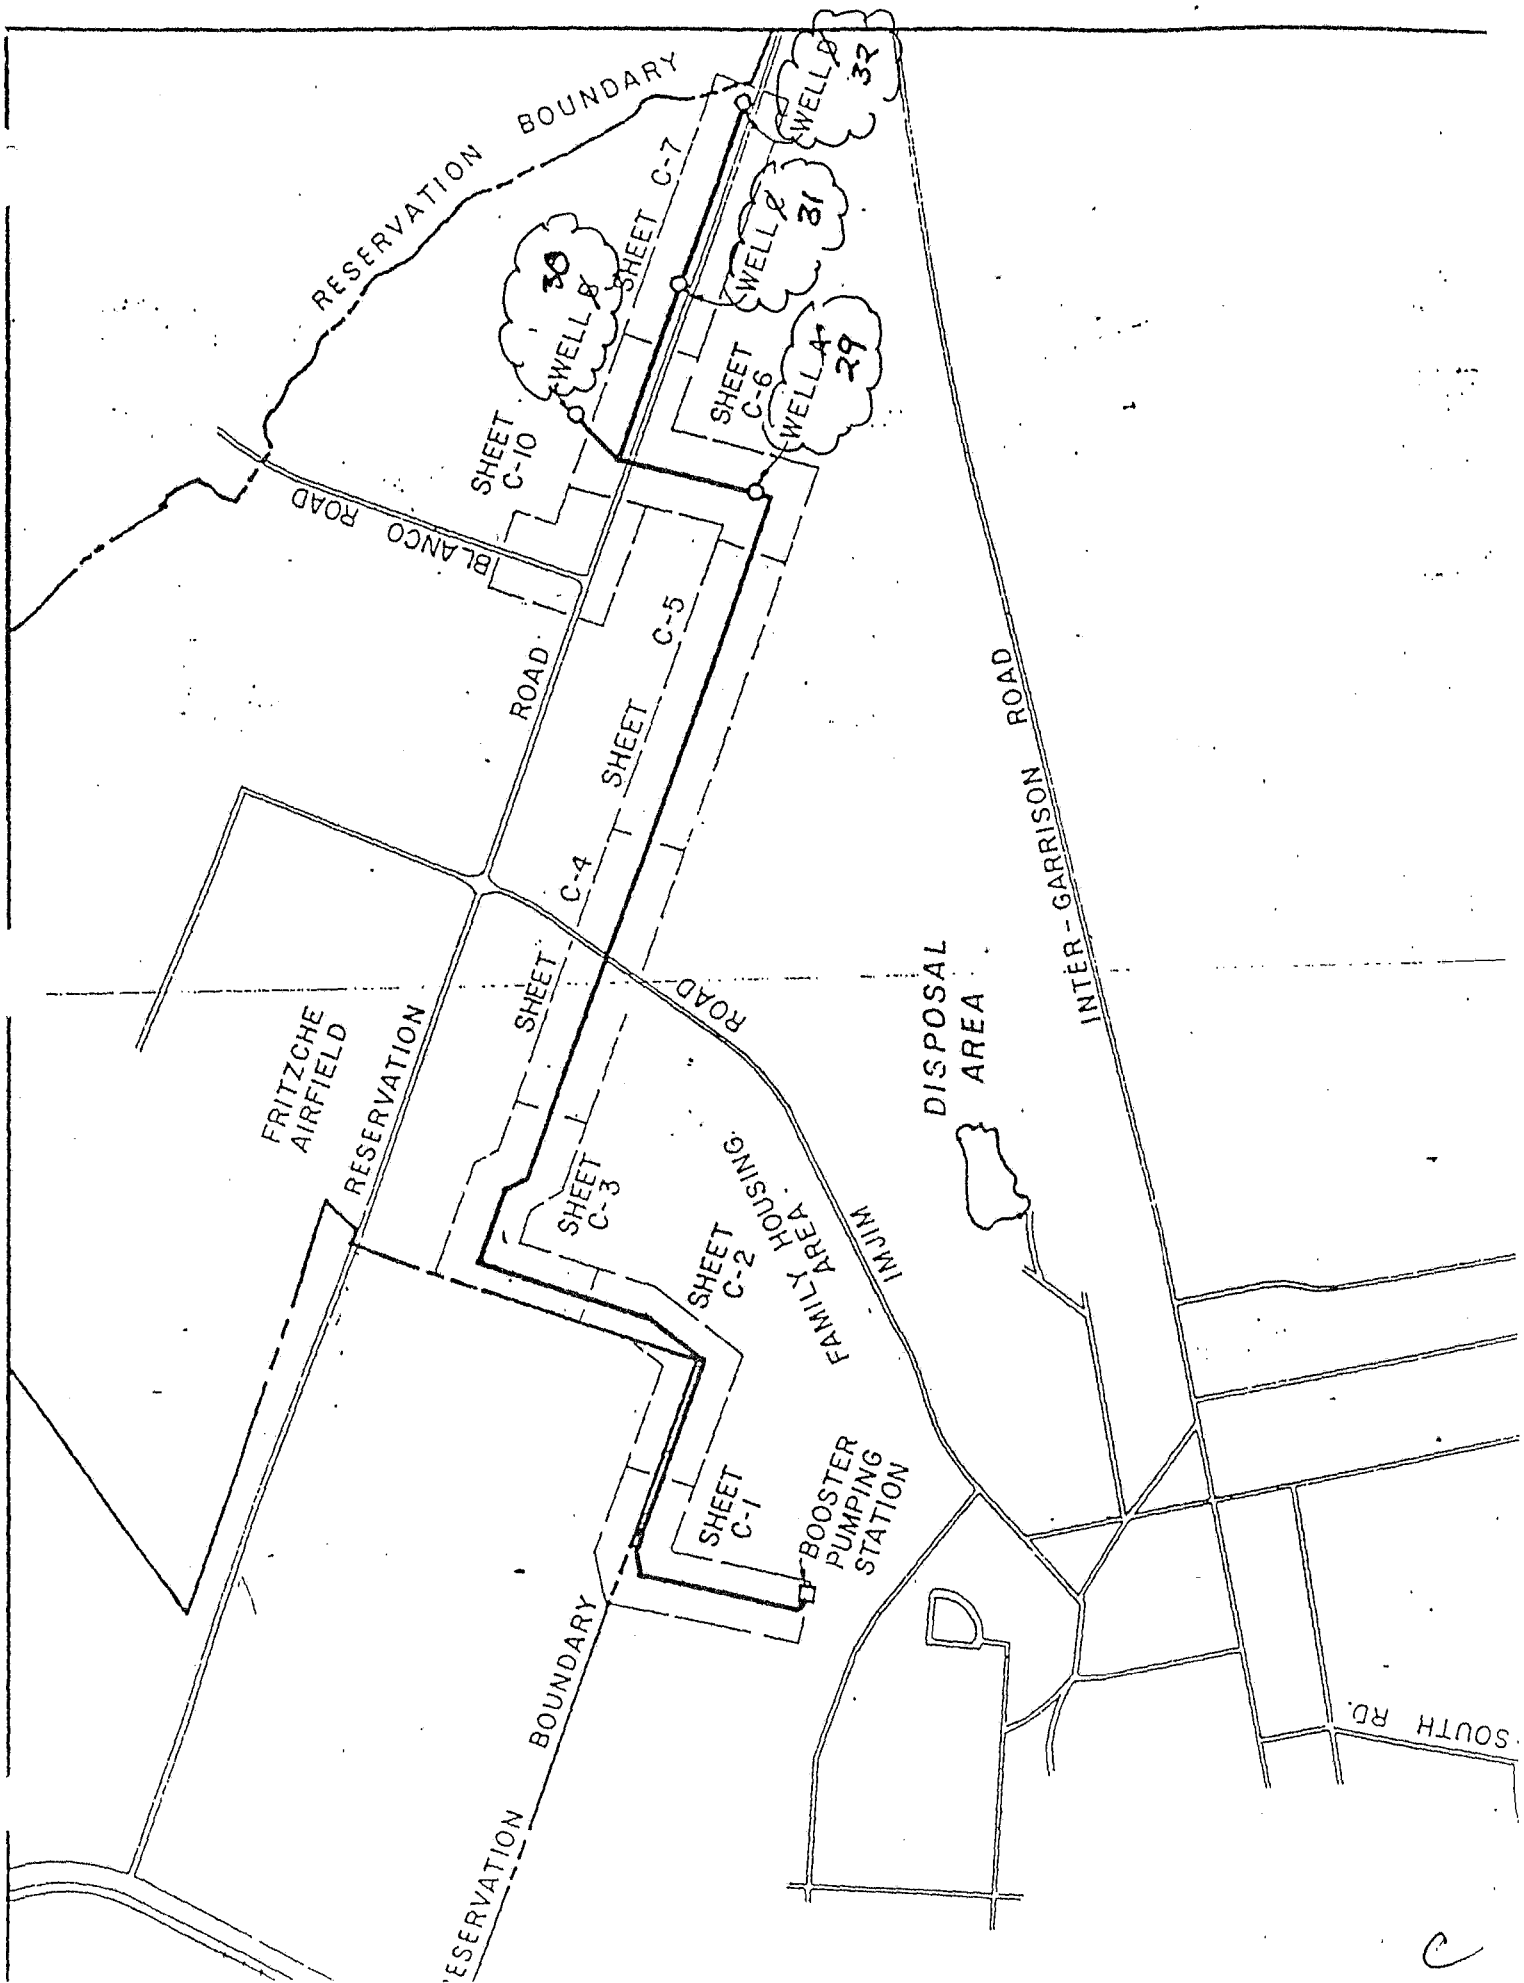 RESERVATION BOUNDARY
WELL D
32
SHEET C-7
WELL
31
30
WELL B
SHEET
C-6
WELL A
29
SHEET
C-10
BLANCO ROAD
ROAD
SHEET C-5
SHEET C-4
INTER-GARRISON ROAD
DISPOSAL
AREA
FRITZCHE
AIRFIELD
RESERVATION
ROAD
SHEET
C-3
SHEET
C-2
FAMILY HOUSING
AREA
IMJIM
SHEET
C-1
BOOSTER
PUMPING
STATION
ESERVATION BOUNDARY
SOUTH RD.
C